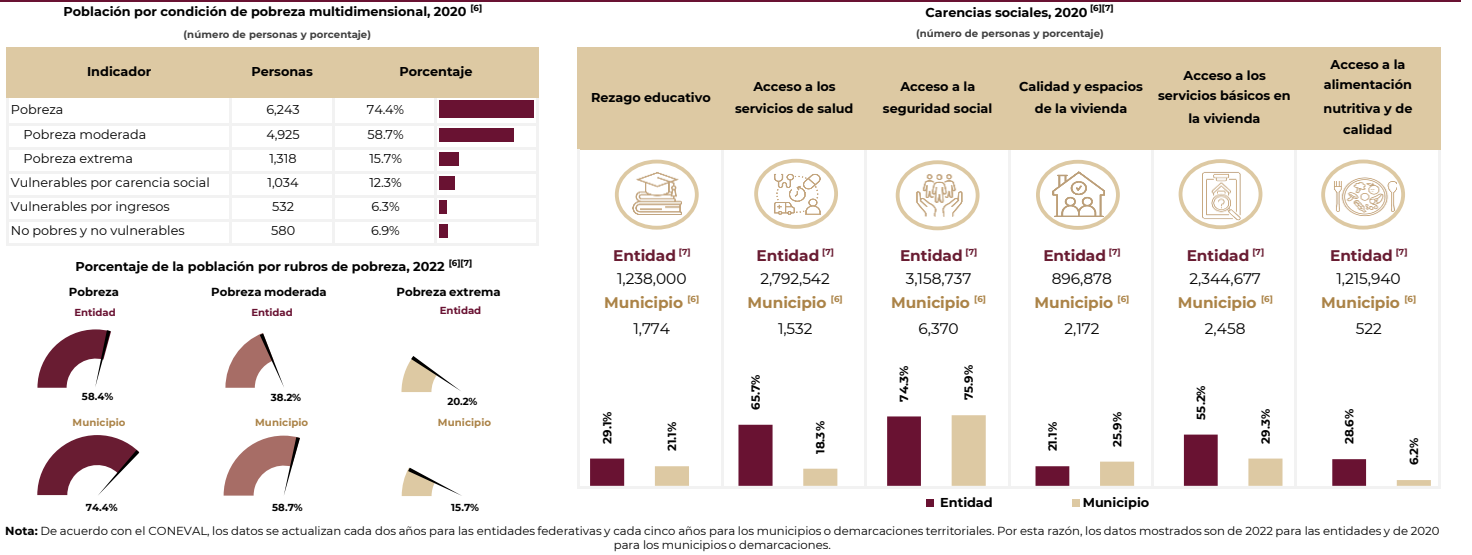 Población por condición de pobreza multidimensional, 2020 [6]
(número de personas y porcentaje)
Indicador Personas Porcentaje
Pobreza 6,243 74.4%
Pobreza moderada 4,925 58.7%
Pobreza extrema 1,318 15.7%
Vulnerables por carencia social 1,034 12.3%
Vulnerables por ingresos 532 6.3%
No pobres y no vulnerables 580 6.9%
Porcentaje de la población por rubros de pobreza, 2022 [6][7]
Pobreza Pobreza moderada Pobreza extrema
Entidad Entidad Entidad
58.4% 38.2% 20.2%
Municipio Municipio Municipio
74.4% 58.7% 15.7%
Carencias sociales, 2020 [6][7]
(número de personas y porcentaje)
Rezago educativo
Acceso a los
servicios de salud
Acceso a la
seguridad social
Calidad y espacios
de la vivienda
Acceso a los
servicios básicos en
la vivienda
Acceso a la
alimentación
nutritiva y de
calidad
Entidad [7] Entidad [7] Entidad [7] Entidad [7] Entidad [7] Entidad [7]
1,238,000 2,792,542 3,158,737 896,878 2,344,677 1,215,940
Municipio [6] Municipio [6] Municipio [6] Municipio [6] Municipio [6] Municipio [6]
1,774 1,532 6,370 2,172 2,458 522
29.1% 21.1% 65.7% 18.3% 74.3% 75.9% 21.1% 25.9% 55.2% 29.3% 28.6% 6.2%
Entidad Municipio
Nota: De acuerdo con el CONEVAL, los datos se actualizan cada dos años para las entidades federativas y cada cinco años para los municipios o demarcaciones territoriales. Por esta razón, los datos mostrados son de 2022 para las entidades y de 2020
para los municipios o demarcaciones.